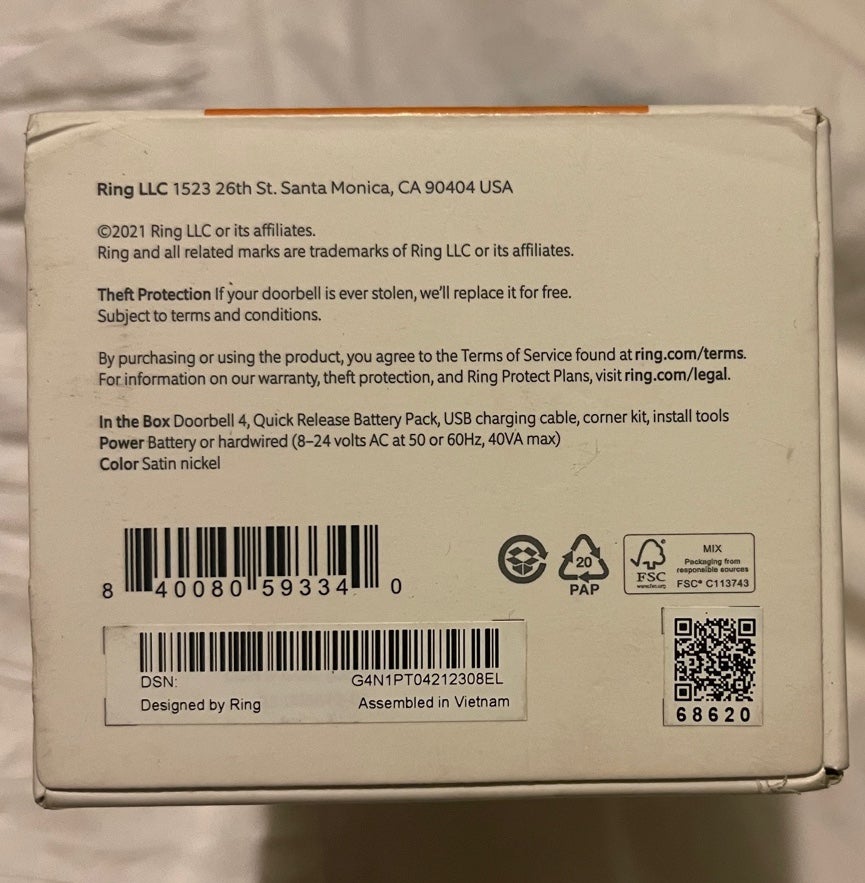 Ring LLC 1523 26th St. Santa Monica, CA 90404 USA
©2021 Ring LLC or its affiliates.
Ring and all related marks are trademarks of Ring LLC or its affiliates.
Theft Protection If your doorbell is ever stolen, we'll replace it for free.
Subject to terms and conditions.
By purchasing or using the product, you agree to the Terms of Service found at ring.com/terms.
For information on our warranty, theft protection, and Ring Protect Plans, visit ring.com/legal.
In the Box Doorbell 4, Quick Release Battery Pack, USB charging cable, corner kit, install tools
Power Battery or hardwired (8–24 volts AC at 50 or 60Hz, 40VA max)
Color Satin nickel
8 40080 59334 0
20
PAP
FSC
www.fsc.org
MIX
Packaging from
responsible sources
FSC® C113743
DSN: G4N1PT04212308EL
Designed by Ring Assembled in Vietnam
68620